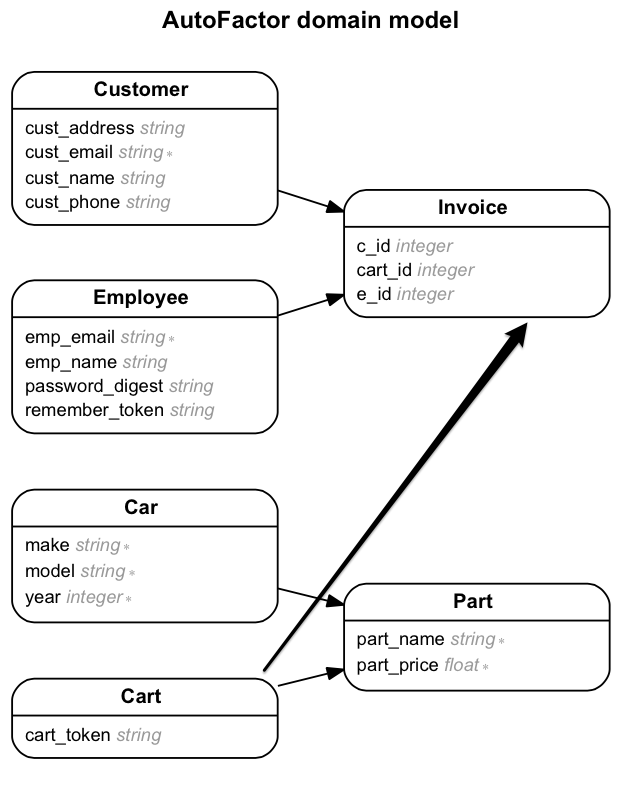 AutoFactor domain model
Customer
cust_address string
cust_email string *
cust_name string
cust_phone string
Invoice
c_id integer
cart_id integer
e_id integer
Employee
emp_email string *
emp_name string
password_digest string
remember_token string
Car
make string *
model string *
year integer *
Part
part_name string *
part_price float *
Cart
cart_token string